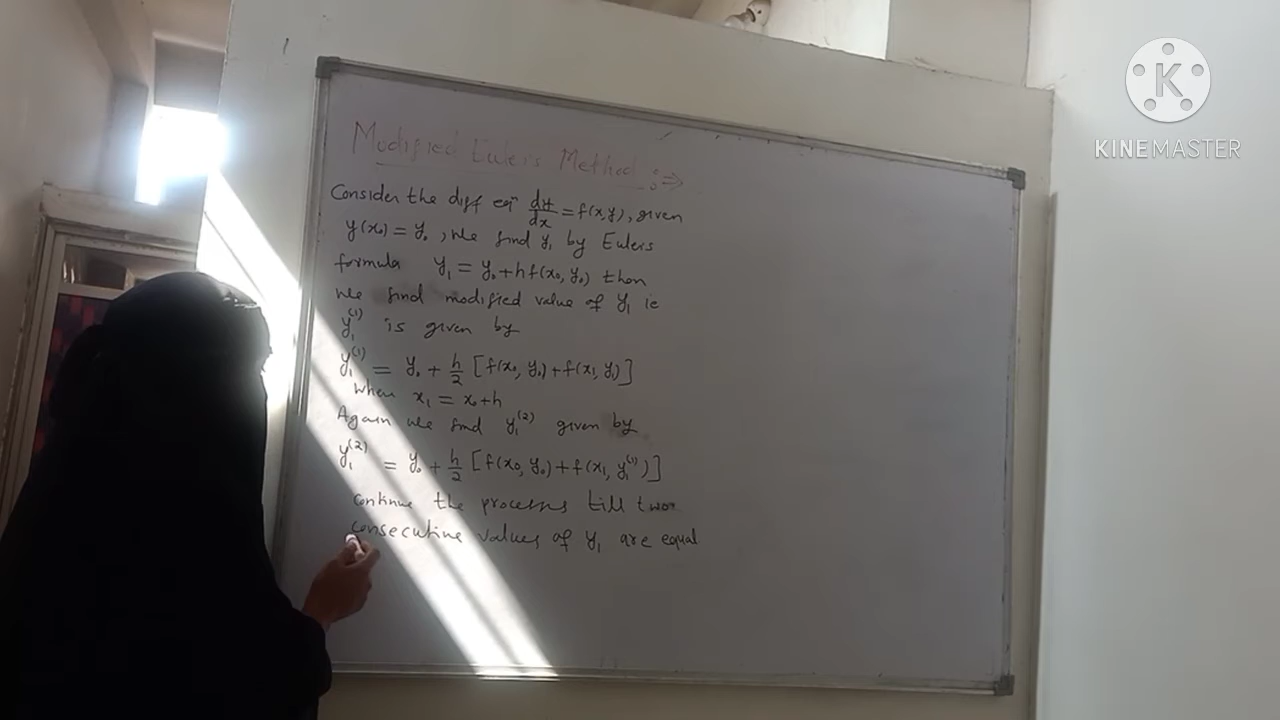 Modified Euler's Method :⇒
Consider the diff eqⁿ dy/dx = f(x,y), given
y(x₀) = y₀, we find y₁ by Eulers
formula y₁ = y₀ + h f(x₀, y₀) then
we find modified value of y₁ ie
y₁⁽¹⁾ is given by
y₁⁽¹⁾ = y₀ + h/2 [f(x₀, y₀) + f(x₁, y₁)]
when x₁ = x₀ + h
Again we find y₁⁽²⁾ given by
y₁⁽²⁾ = y₀ + h/2 [f(x₀, y₀) + f(x₁, y₁⁽¹⁾)]
continue the process till two
consecutive values of y₁ are equal
K
KINEMASTER